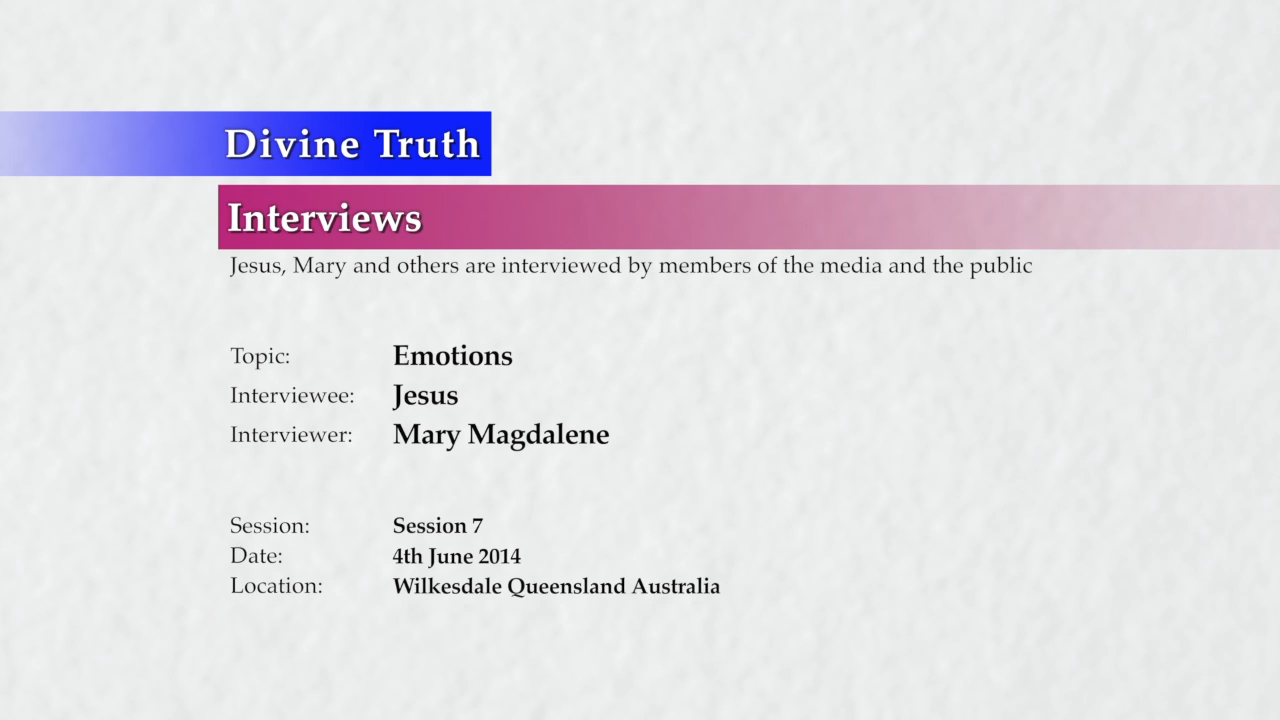 Divine Truth
Interviews
Jesus, Mary and others are interviewed by members of the media and the public
Topic: Emotions
Interviewee: Jesus
Interviewer: Mary Magdalene
Session: Session 7
Date: 4th June 2014
Location: Wilkesdale Queensland Australia